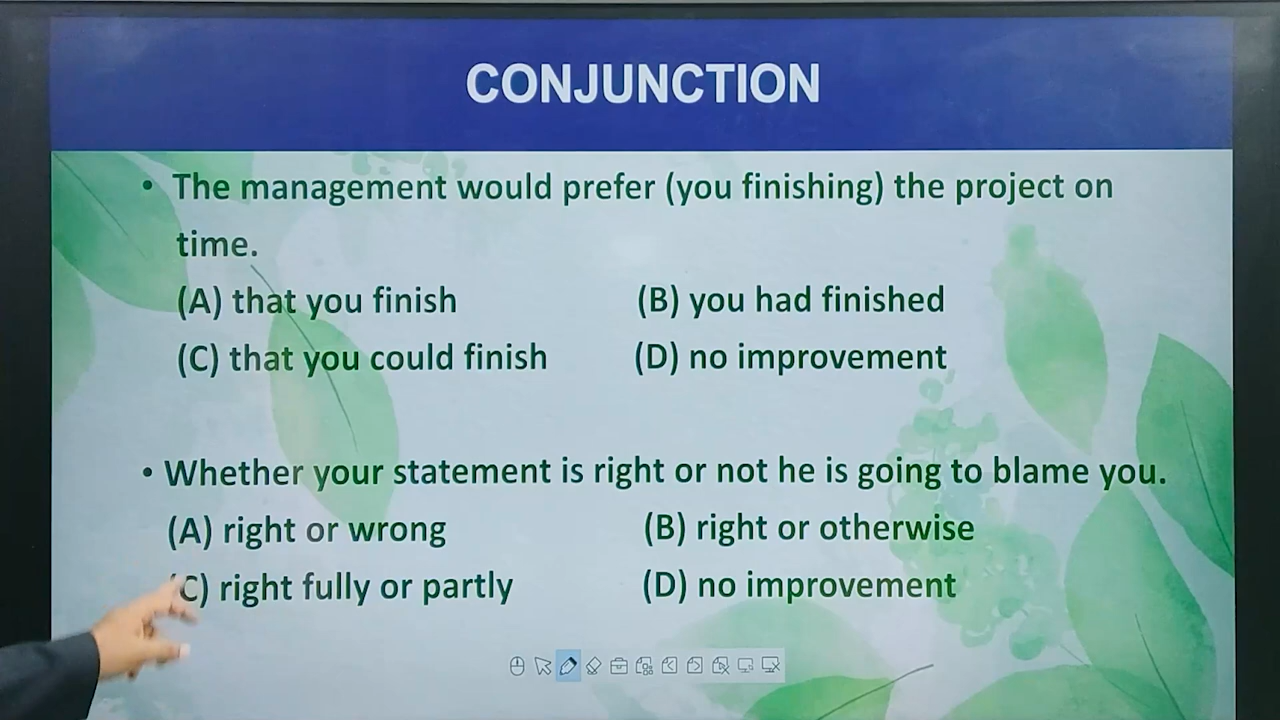 CONJUNCTION
• The management would prefer (you finishing) the project on
time.
(A) that you finish (B) you had finished
(C) that you could finish (D) no improvement
• Whether your statement is right or not he is going to blame you.
(A) right or wrong (B) right or otherwise
(C) right fully or partly (D) no improvement